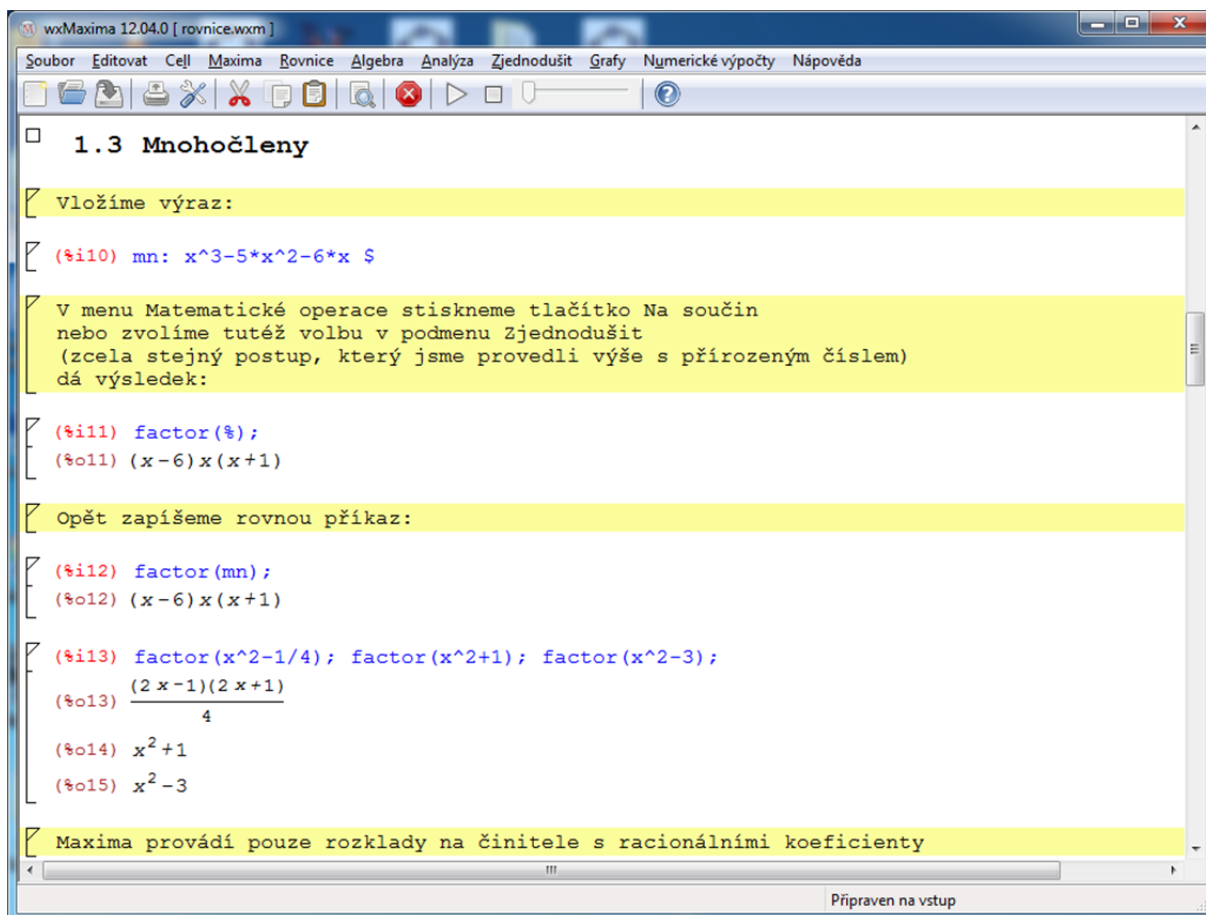 wxMaxima 12.04.0 [ rovnice.wxm ]
Soubor Editovat Cell Maxima Rovnice Algebra Analýza Zjednodušit Grafy Numerické výpočty Nápověda
1.3 Mnohočleny
Vložíme výraz:
(%i10) mn: x^3-5*x^2-6*x $
V menu Matematické operace stiskneme tlačítko Na součin
nebo zvolíme tutéž volbu v podmenu Zjednodušit
(zcela stejný postup, který jsme provedli výše s přírozeným číslem)
dá výsledek:
(%i11) factor(%);
(%o11) (x-6)x(x+1)
Opět zapíšeme rovnou příkaz:
(%i12) factor(mn);
(%o12) (x-6)x(x+1)
(%i13) factor(x^2-1/4); factor(x^2+1); factor(x^2-3);
(%o13) (2x-1)(2x+1)
4
(%o14) x²+1
(%o15) x²-3
Maxima provádí pouze rozklady na činitele s racionálními koeficienty
Připraven na vstup